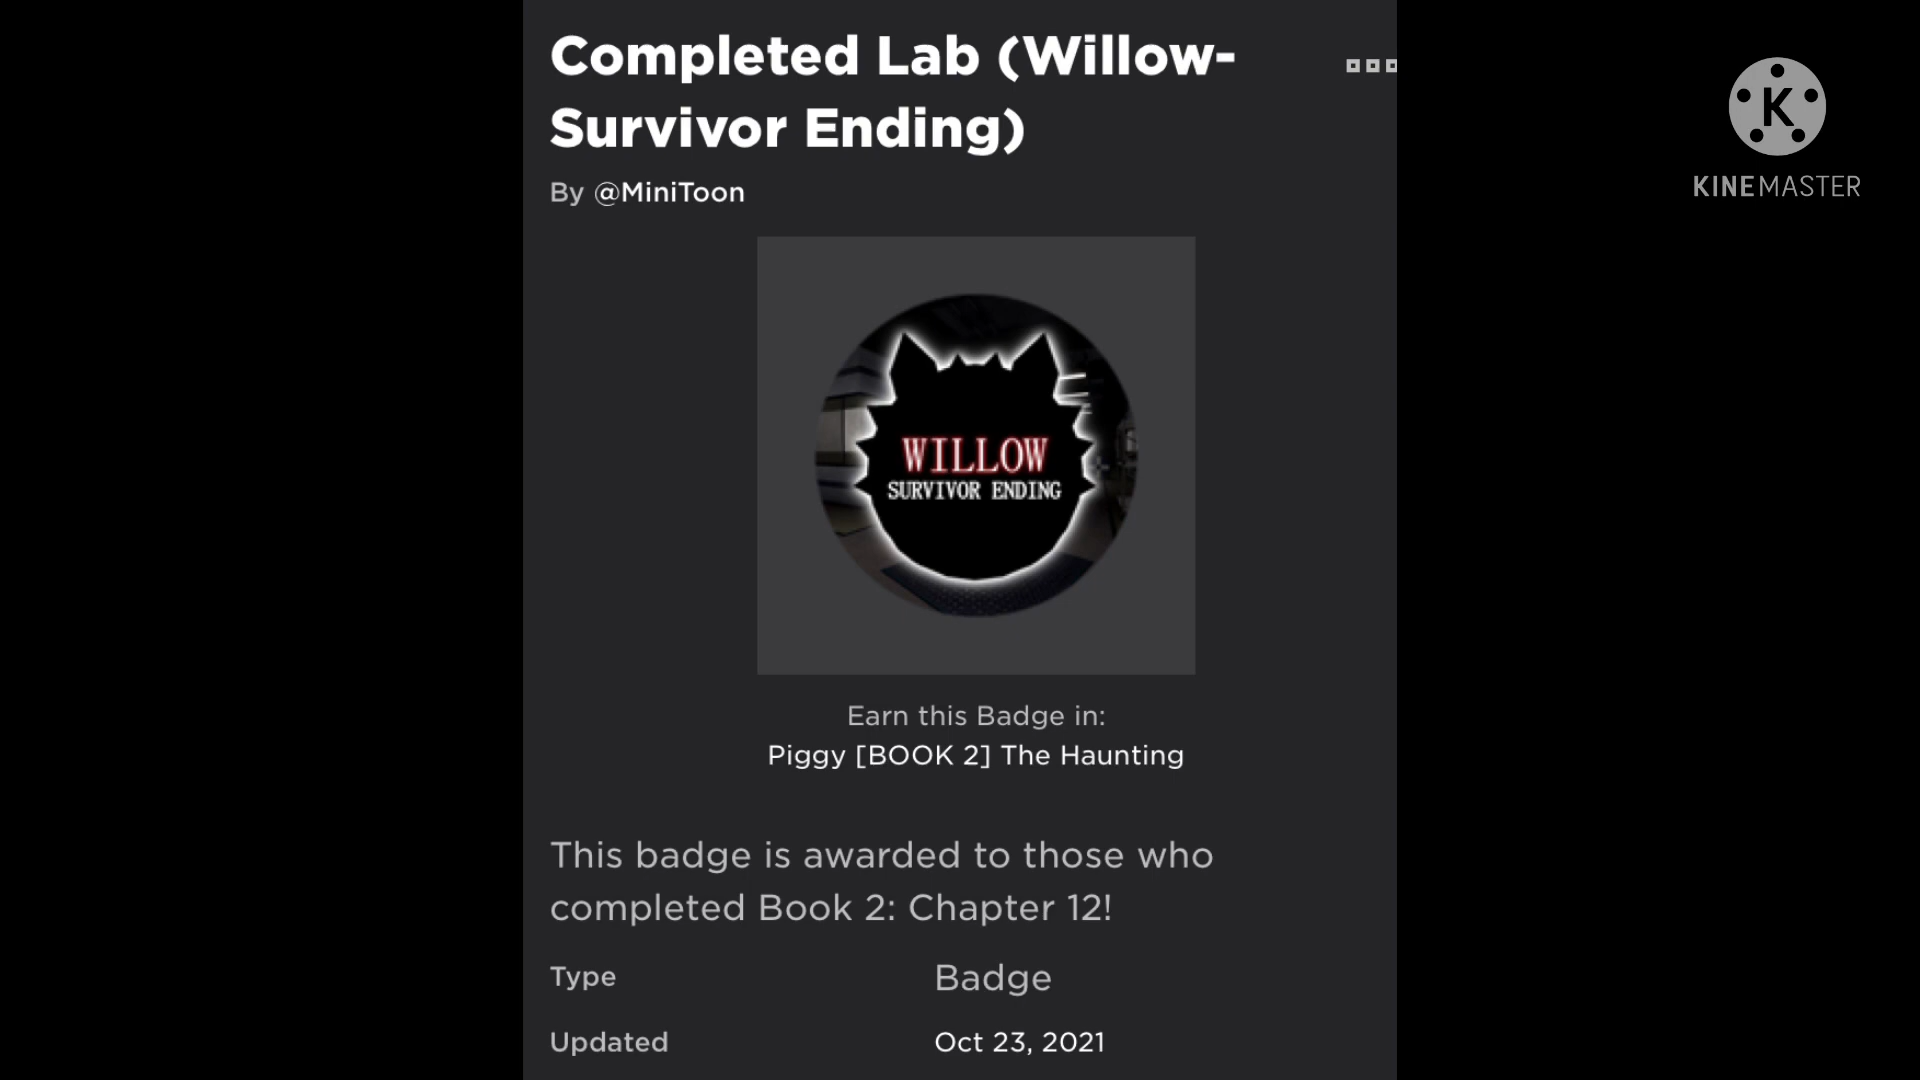 Completed Lab (Willow-
Survivor Ending)
By @MiniToon
K
KINEMASTER
WILLOW
SURVIVOR ENDING
Earn this Badge in:
Piggy [BOOK 2] The Haunting
This badge is awarded to those who
completed Book 2: Chapter 12!
Type Badge
Updated Oct 23, 2021